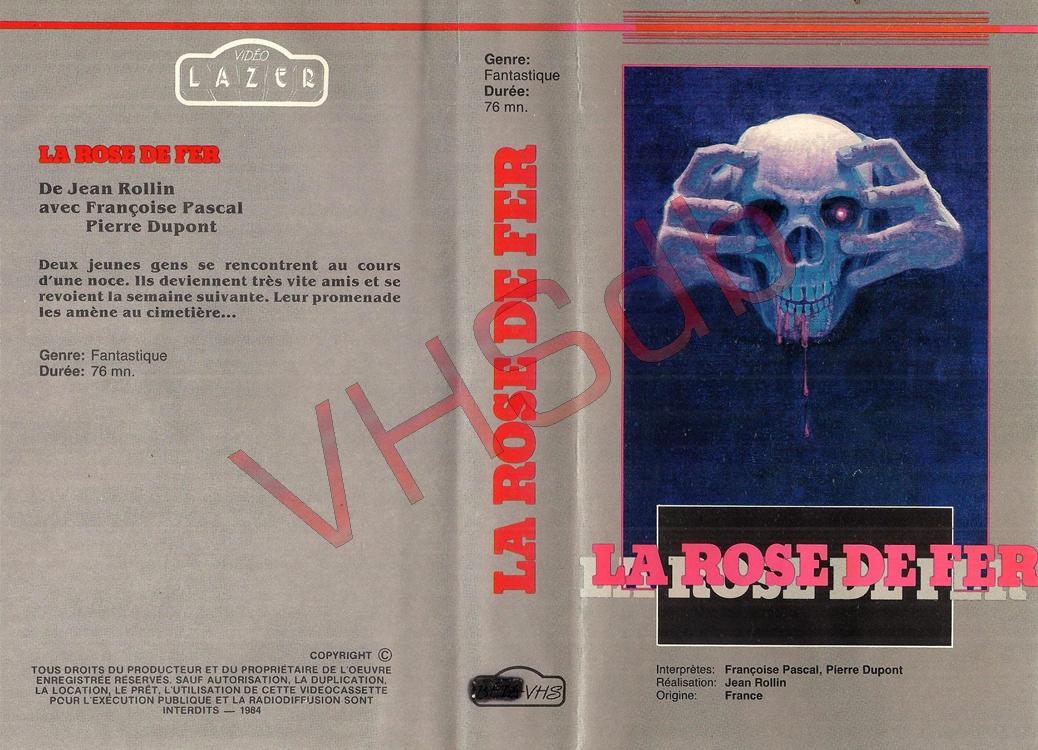 VIDÉO
LAZER
LA ROSE DE FER
De Jean Rollin
avec Françoise Pascal
Pierre Dupont
Deux jeunes gens se rencontrent au cours
d'une noce. Ils deviennent très vite amis et se
revoient la semaine suivante. Leur promenade
les amène au cimetière...
Genre: Fantastique
Durée: 76 mn.
COPYRIGHT ©
TOUS DROITS DU PRODUCTEUR ET DU PROPRIÉTAIRE DE L'OEUVRE
ENREGISTRÉE RÉSERVÉS. SAUF AUTORISATION, LA DUPLICATION,
LA LOCATION, LE PRÊT, L'UTILISATION DE CETTE VIDEOCASSETTE
POUR L'EXÉCUTION PUBLIQUE ET LA RADIODIFFUSION SONT
INTERDITS — 1984
Genre:
Fantastique
Durée:
76 mn.
LA ROSE DE FER
VHS
LA ROSE DE FER
Interprètes: Françoise Pascal, Pierre Dupont
Réalisation: Jean Rollin
Origine: France
VHSdb